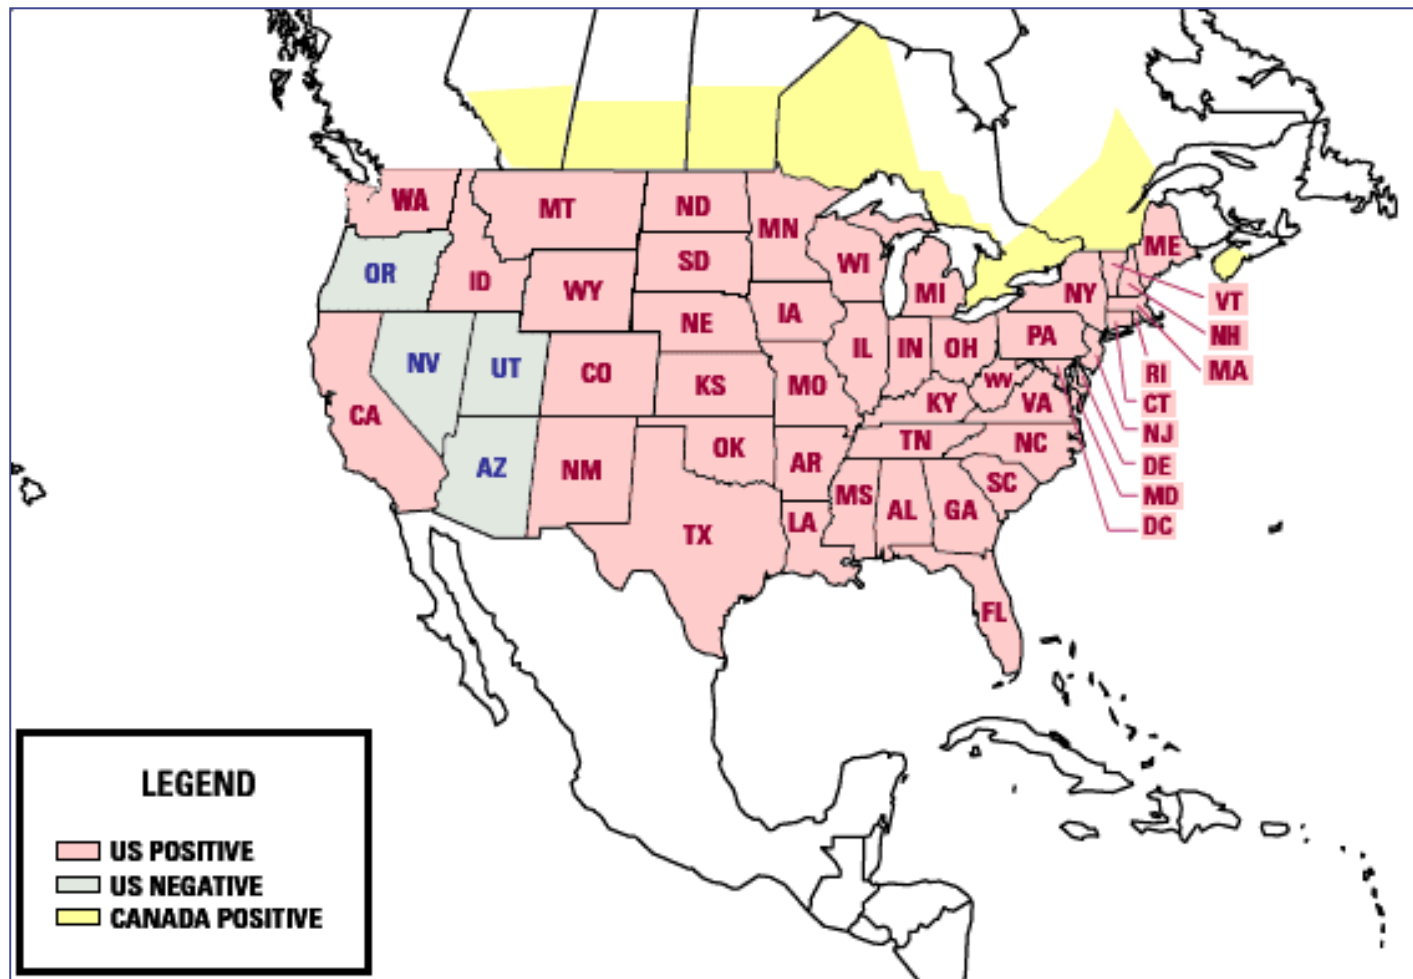 WA
MT
ND
MN
ME
OR
ID
SD
WI
WY
MI
NY
VT
NE
IA
NH
NV
UT
CO
IL
IN
OH
PA
RI
MA
KS
MO
WV
CA
KY
VA
CT
NJ
TN
NC
OK
AR
DE
AZ
NM
SC
MD
MS
AL
GA
LA
DC
TX
FL
LEGEND
US POSITIVE
US NEGATIVE
CANADA POSITIVE